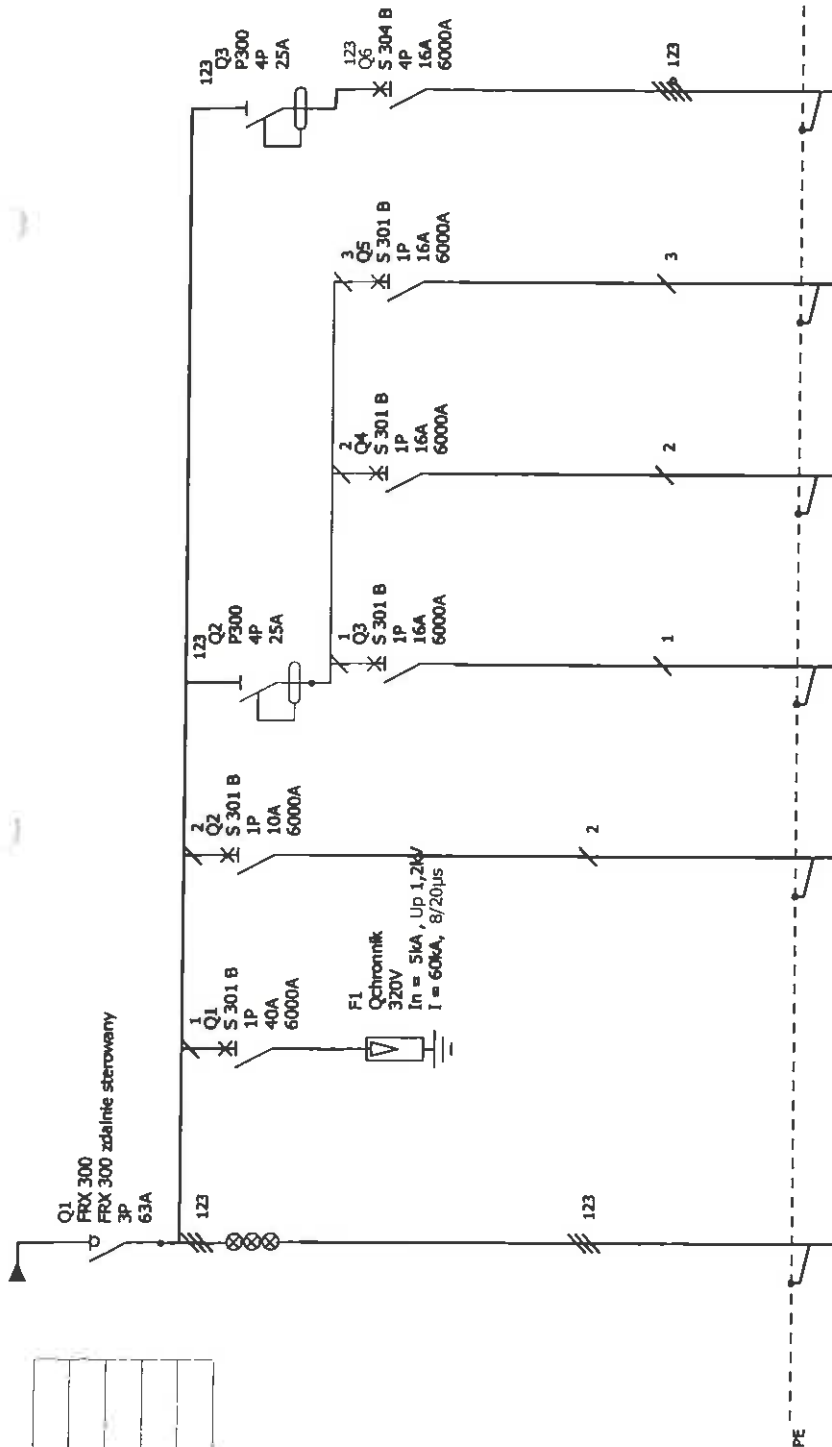 Q1
FRX 300
FRX 300 zdalnie sterowany
3P
63A
123
123
1
Q1
S 301 B
1P
40A
6000A
F1
Qchronnik
320V
In = 5kA , Up 1,2kV
I = 60kA, 8/20µs
2
Q2
S 301 B
1P
10A
6000A
2
123
Q2
P300
4P
25A
1
Q3
S 301 B
1P
16A
6000A
1
2
Q4
S 301 B
1P
16A
6000A
2
3
Q5
S 301 B
1P
16A
6000A
3
123
Q3
P300
4P
25A
123
Q6
S 304 B
4P
16A
6000A
123
PE